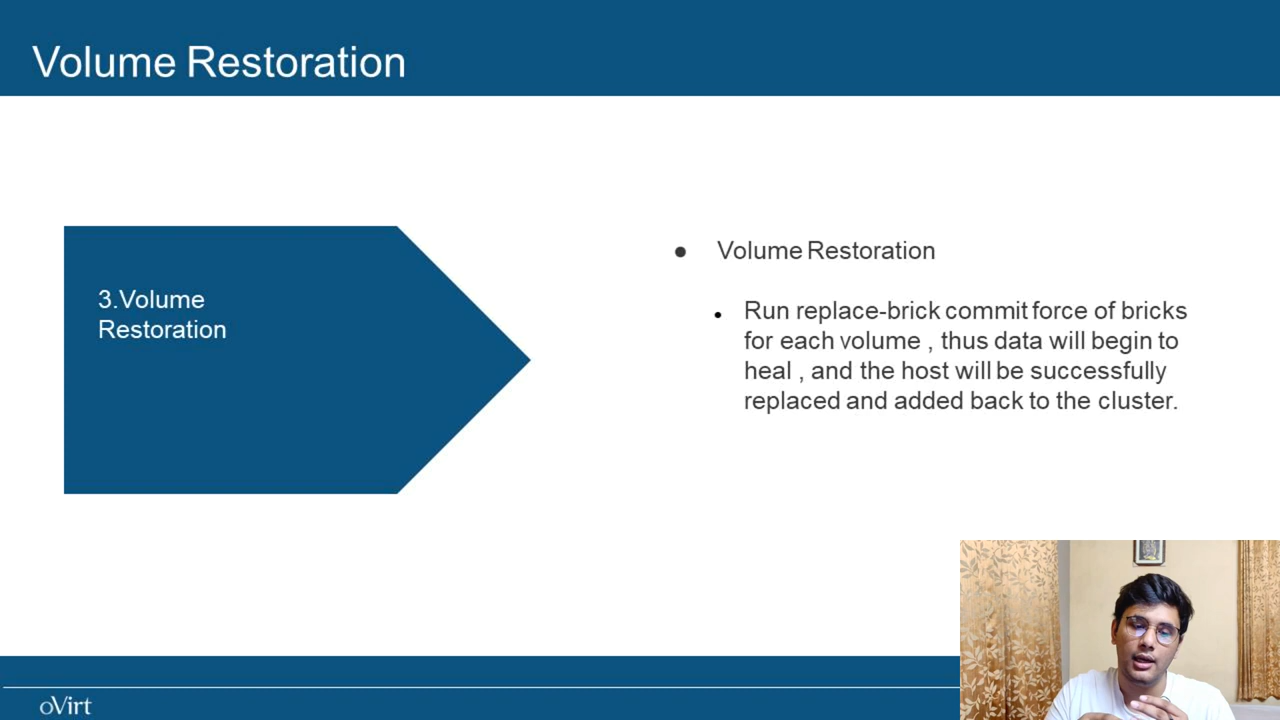 Volume Restoration
3.Volume
Restoration
● Volume Restoration
● Run replace-brick commit force of bricks
for each volume , thus data will begin to
heal , and the host will be successfully
replaced and added back to the cluster.
oVirt